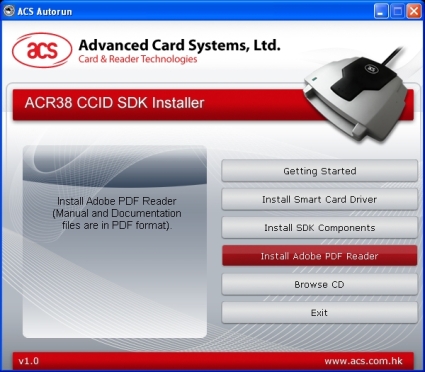 ACS Autorun
acs
Advanced Card Systems, Ltd.
Card & Reader Technologies
ACR38 CCID SDK Installer
Install Adobe PDF Reader
(Manual and Documentation
files are in PDF format).
Getting Started
Install Smart Card Driver
Install SDK Components
Install Adobe PDF Reader
Browse CD
Exit
v1.0
www.acs.com.hk